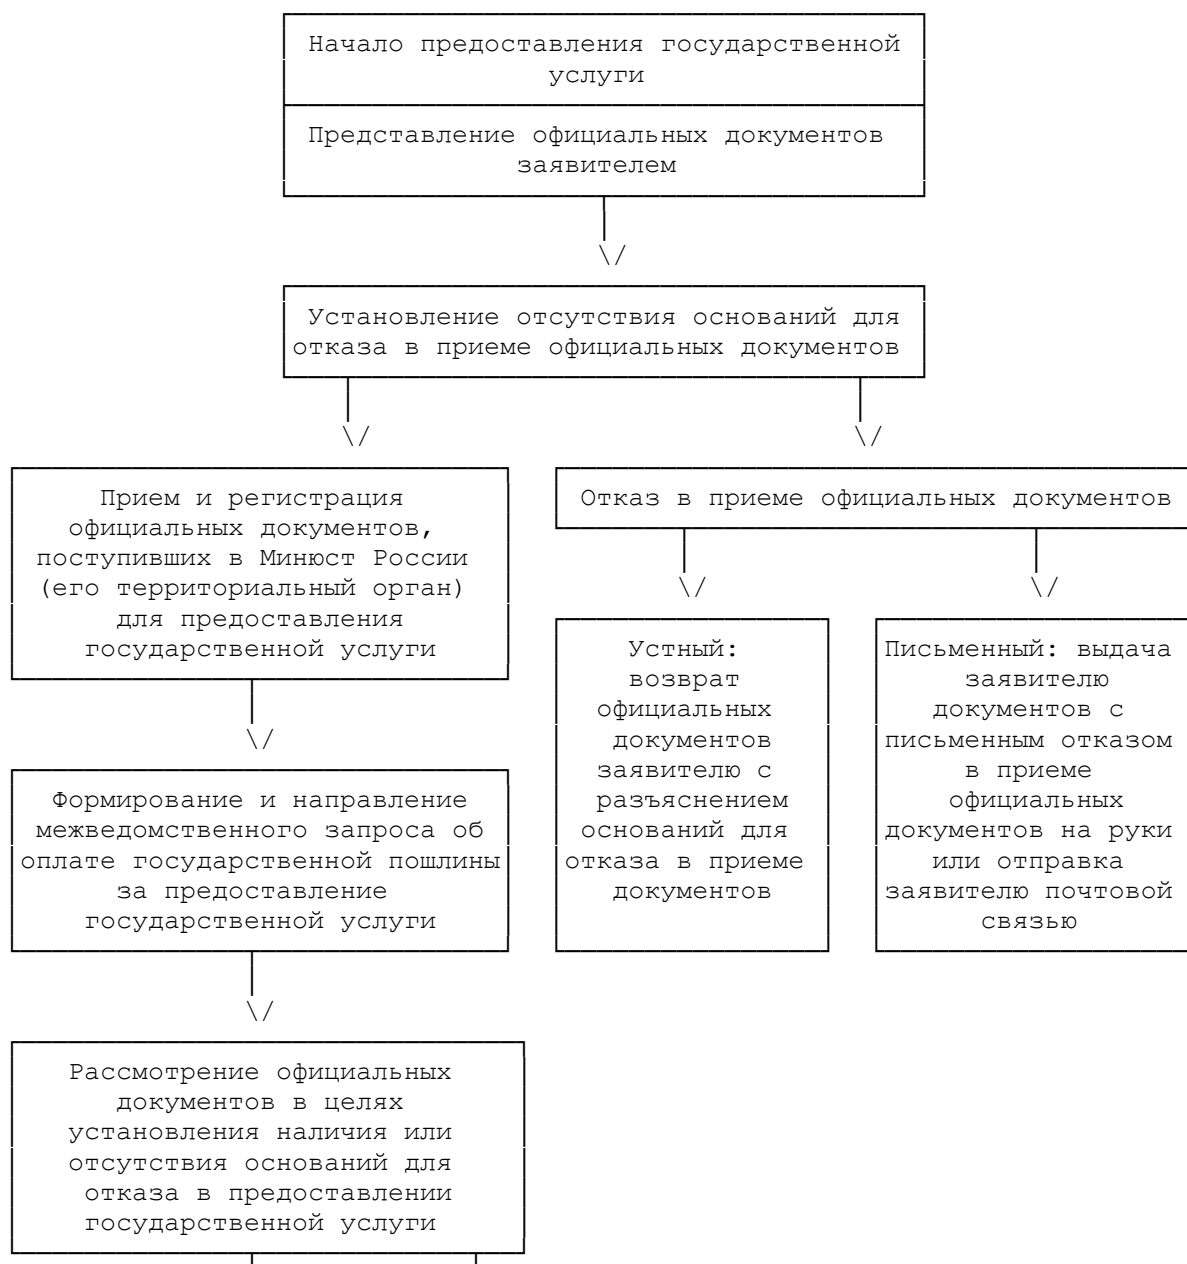 Начало предоставления государственной
услуги
Представление официальных документов
заявителем
Установление отсутствия оснований для
отказа в приеме официальных документов
Прием и регистрация
официальных документов,
поступивших в Минюст России
(его территориальный орган)
для предоставления
государственной услуги
Отказ в приеме официальных документов
Устный:
возврат
официальных
документов
заявителю с
разъяснением
оснований для
отказа в приеме
документов
Письменный: выдача
заявителю
документов с
письменным отказом
в приеме
официальных
документов на руки
или отправка
заявителю почтовой
связью
Формирование и направление
межведомственного запроса об
оплате государственной пошлины
за предоставление
государственной услуги
Рассмотрение официальных
документов в целях
установления наличия или
отсутствия оснований для
отказа в предоставлении
государственной услуги